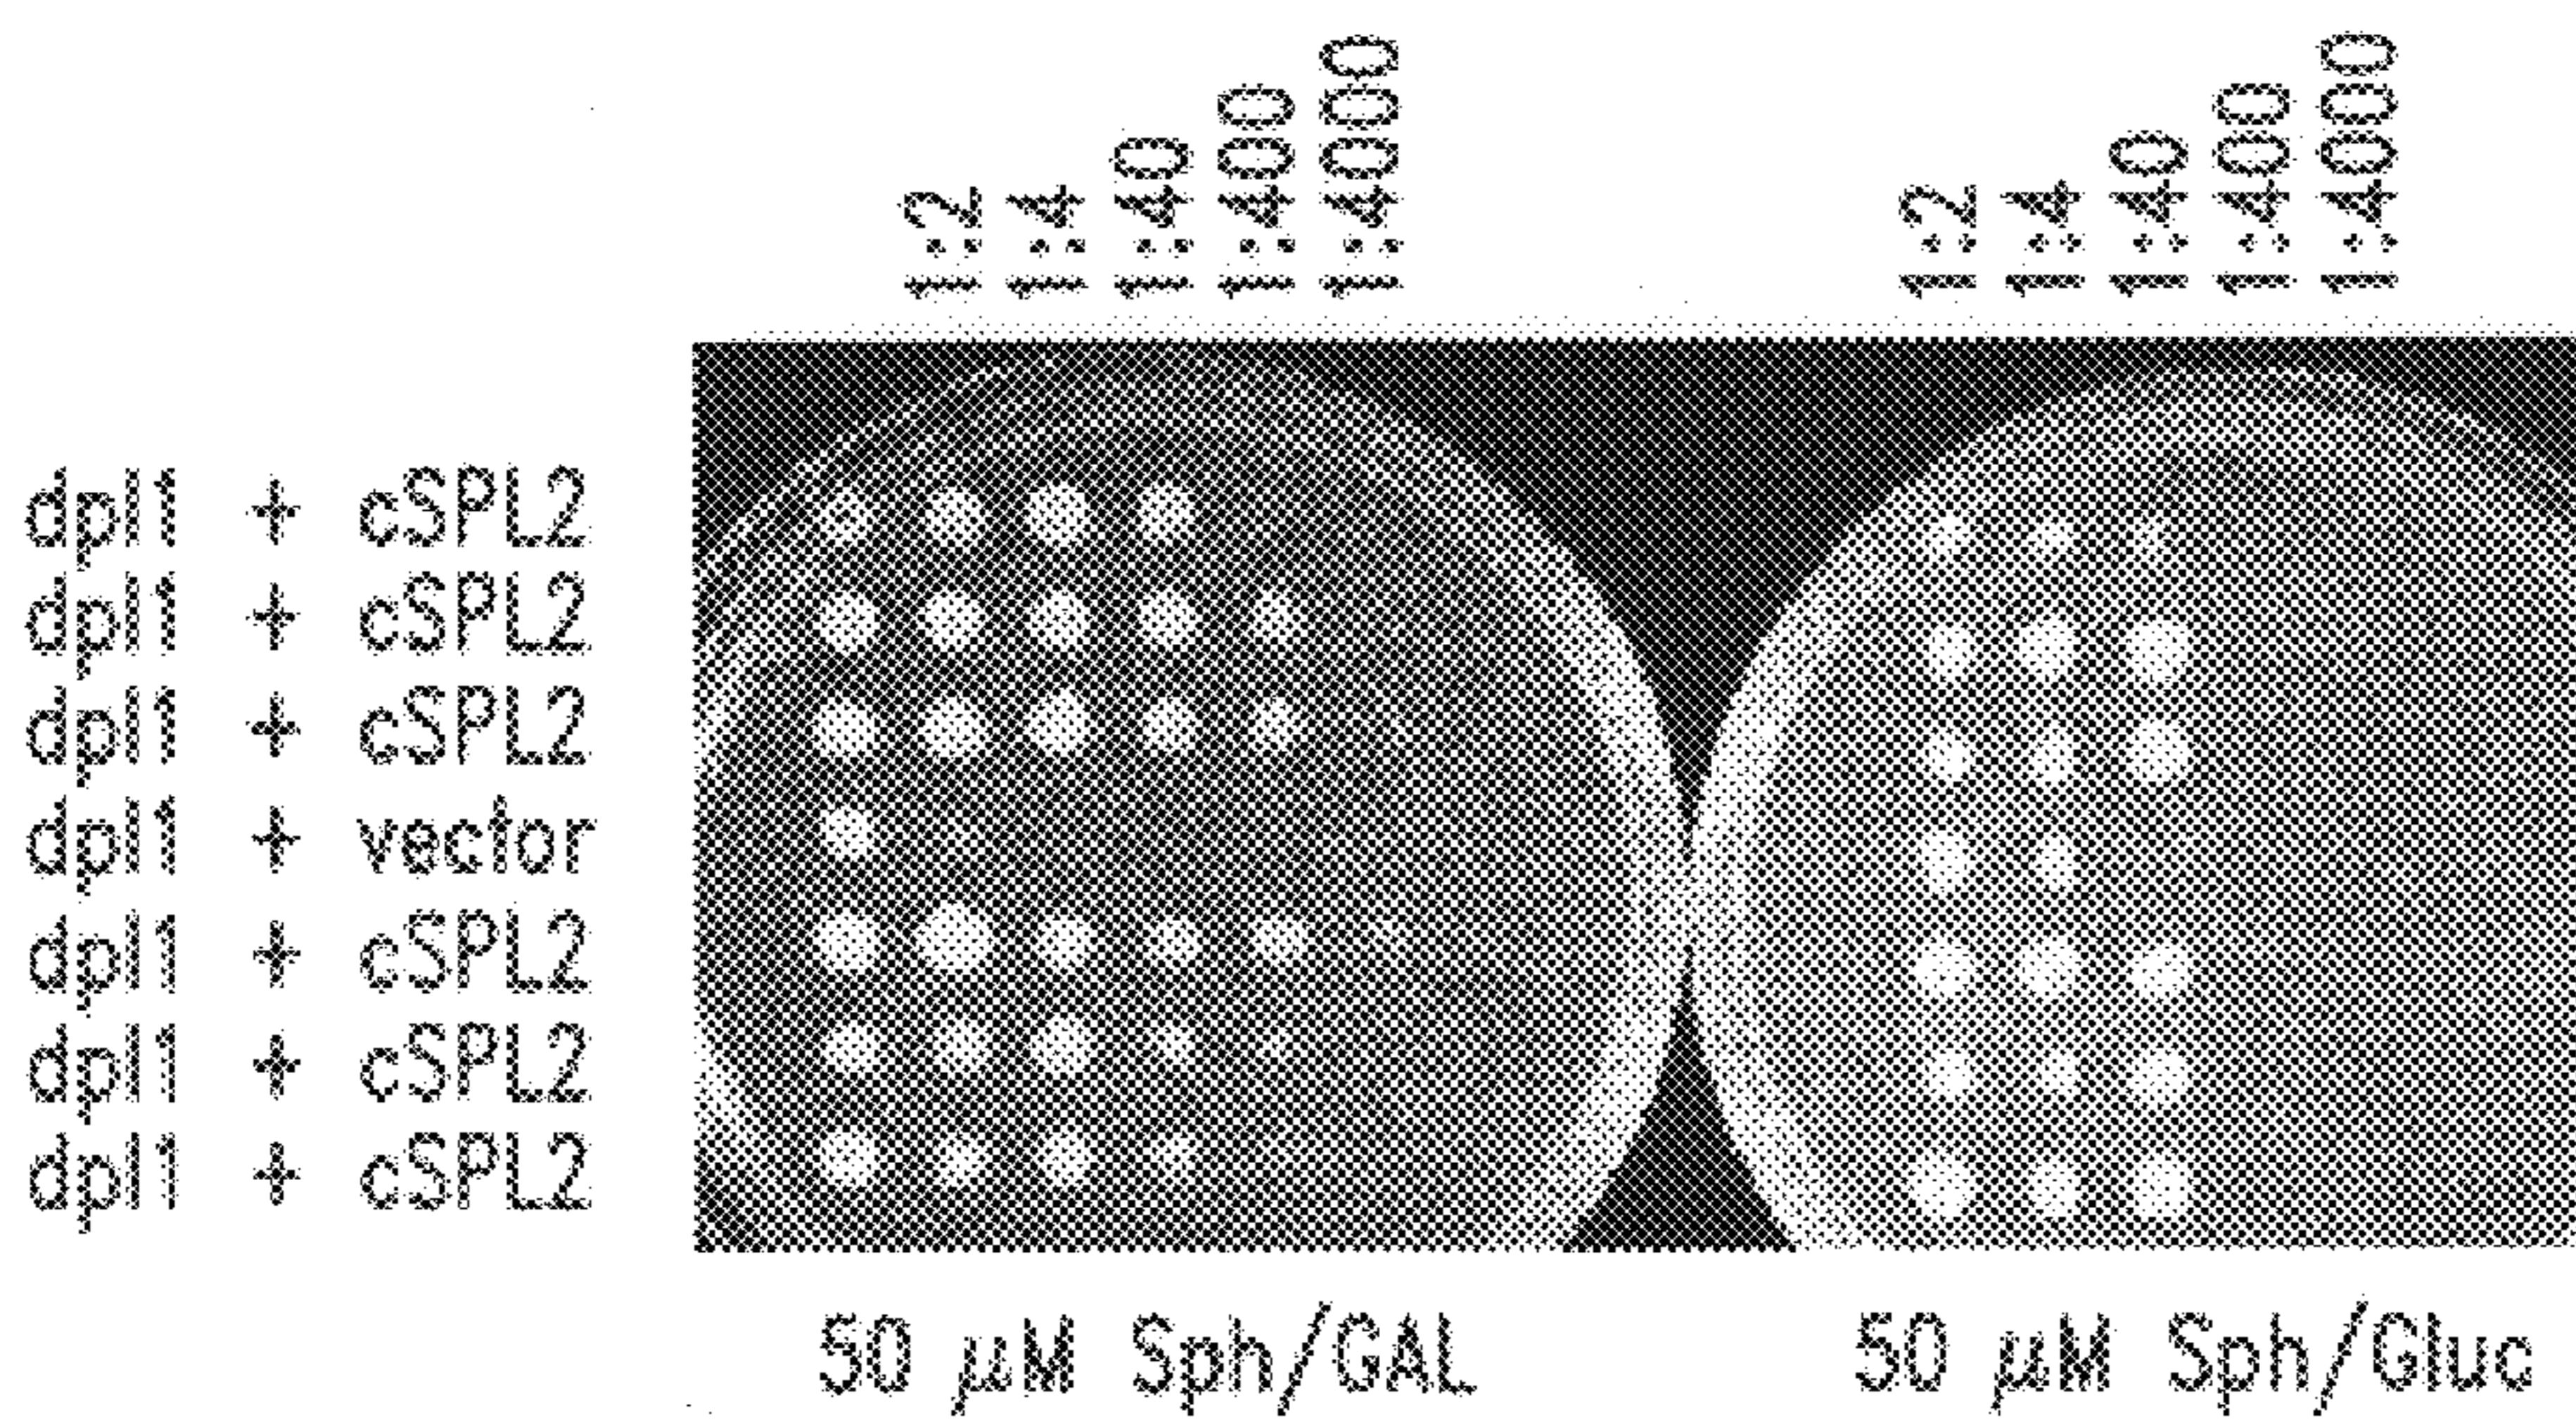 1:2 1:4 1:40 1:400 1:4000
1:2 1:4 1:40 1:400 1:4000
dpl1 + cSPL2
dpl1 + cSPL2
dpl1 + cSPL2
dpl1 + vector
dpl1 + cSPL2
dpl1 + cSPL2
dpl1 + cSPL2
50 μM Sph/GAL
50 μM Sph/Gluc